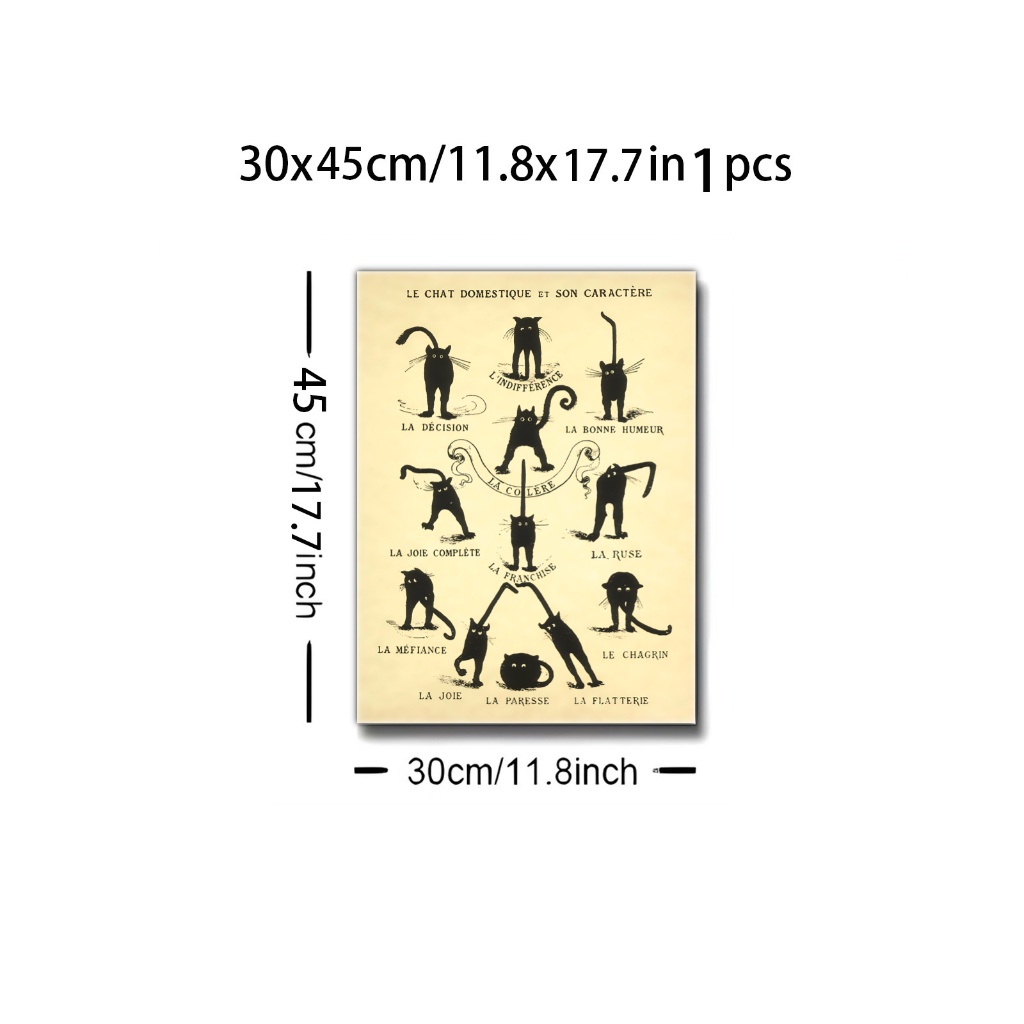 30x45cm/11.8x17.7in 1 pcs
LE CHAT DOMESTIQUE ET SON CARACTÈRE
L'INDIFFÉRENCE
LA DÉCISION
LA BONNE HUMEUR
LA COLÈRE
LA JOIE COMPLÈTE
LA RUSE
LA FRANCHISE
LA MÉFIANCE
LE CHAGRIN
LA JOIE
LA PARESSE
LA FLATTERIE
45 cm/17.7inch
30cm/11.8inch